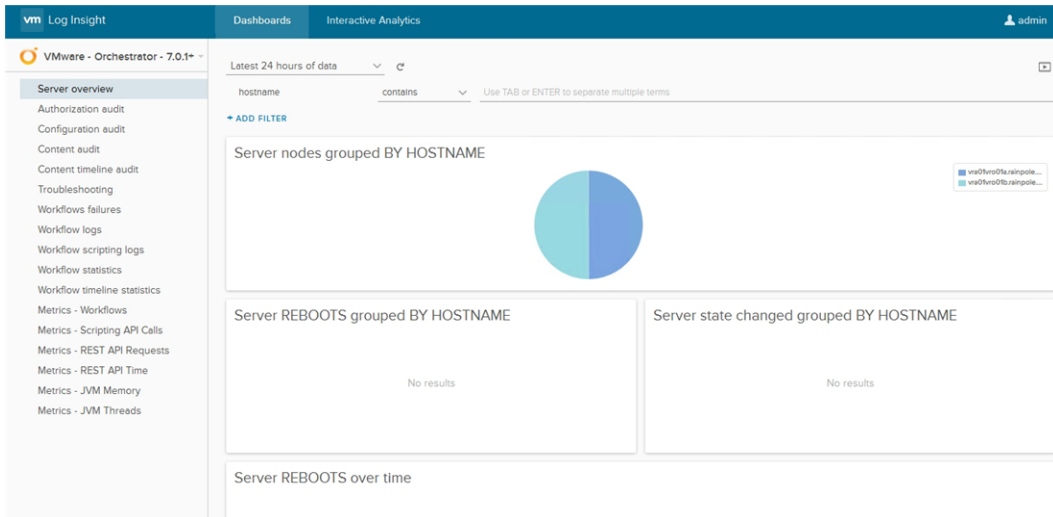 vm Log Insight
Dashboards
Interactive Analytics
admin
VMware - Orchestrator - 7.0.1+
Server overview
Authorization audit
Configuration audit
Content audit
Content timeline audit
Troubleshooting
Workflows failures
Workflow logs
Workflow scripting logs
Workflow statistics
Workflow timeline statistics
Metrics - Workflows
Metrics - Scripting API Calls
Metrics - REST API Requests
Metrics - REST API Time
Metrics - JVM Memory
Metrics - JVM Threads
Latest 24 hours of data
hostname contains Use TAB or ENTER to separate multiple terms
+ ADD FILTER
Server nodes grouped BY HOSTNAME
vra01vro01a.rainpole...
vra01vro01b.rainpole...
Server REBOOTS grouped BY HOSTNAME
No results
Server state changed grouped BY HOSTNAME
No results
Server REBOOTS over time